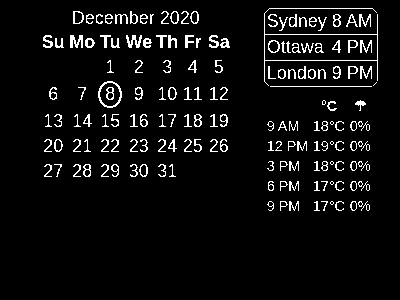 December 2020
Su Mo Tu We Th Fr Sa
1 2 3 4 5
6 7 8 9 10 11 12
13 14 15 16 17 18 19
20 21 22 23 24 25 26
27 28 29 30 31
Sydney 8 AM
Ottawa 4 PM
London 9 PM
°C ☂
9 AM 18°C 0%
12 PM 19°C 0%
3 PM 18°C 0%
6 PM 17°C 0%
9 PM 17°C 0%